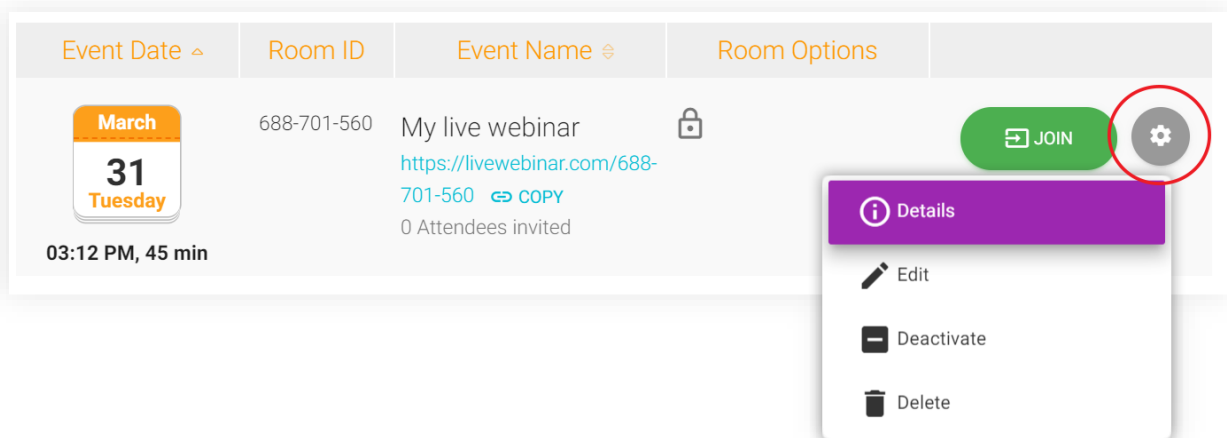 Event Date
Room ID
Event Name
Room Options
March
31
Tuesday
03:12 PM, 45 min
688-701-560
My live webinar
https://livewebinar.com/688-
701-560 COPY
0 Attendees invited
JOIN
Details
Edit
Deactivate
Delete